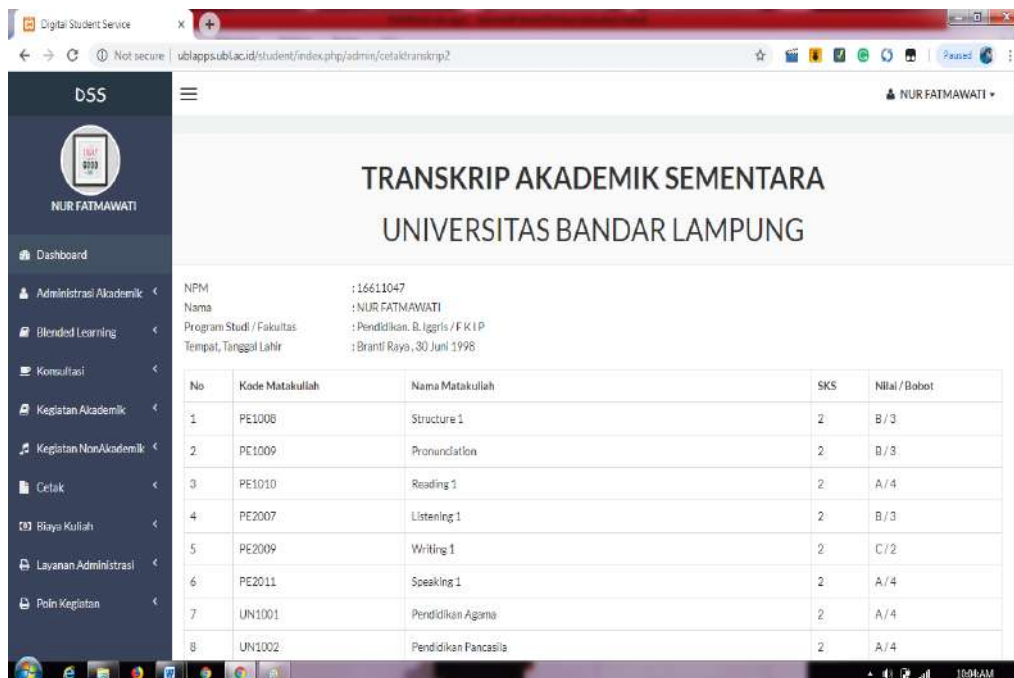 Digital Student Service
Not secure | ublapps.ubl.ac.id/student/index.php/admin/cetaktranskrip2
Paused
DSS
NUR FATMAWATI
GOOD
NUR FATMAWATI
TRANSKRIP AKADEMIK SEMENTARA
UNIVERSITAS BANDAR LAMPUNG
Dashboard
Administrasi Akademik
Blended Learning
Konsultasi
Kegiatan Akademik
Kegiatan NonAkademik
Cetak
Biaya Kuliah
Layanan Administrasi
Poin Kegiatan
NPM : 16611047
Nama : NUR FATMAWATI
Program Studi / Fakultas : Pendidikan. B. Iggris / F K I P
Tempat, Tanggal Lahir : Branti Raya , 30 Juni 1998
No Kode Matakuliah Nama Matakuliah SKS Nilai / Bobot
1 PE1008 Structure 1 2 B / 3
2 PE1009 Pronunciation 2 B / 3
3 PE1010 Reading 1 2 A / 4
4 PE2007 Listening 1 2 B / 3
5 PE2009 Writing 1 2 C / 2
6 PE2011 Speaking 1 2 A / 4
7 UN1001 Pendidikan Agama 2 A / 4
8 UN1002 Pendidikan Pancasila 2 A / 4
10:04 AM